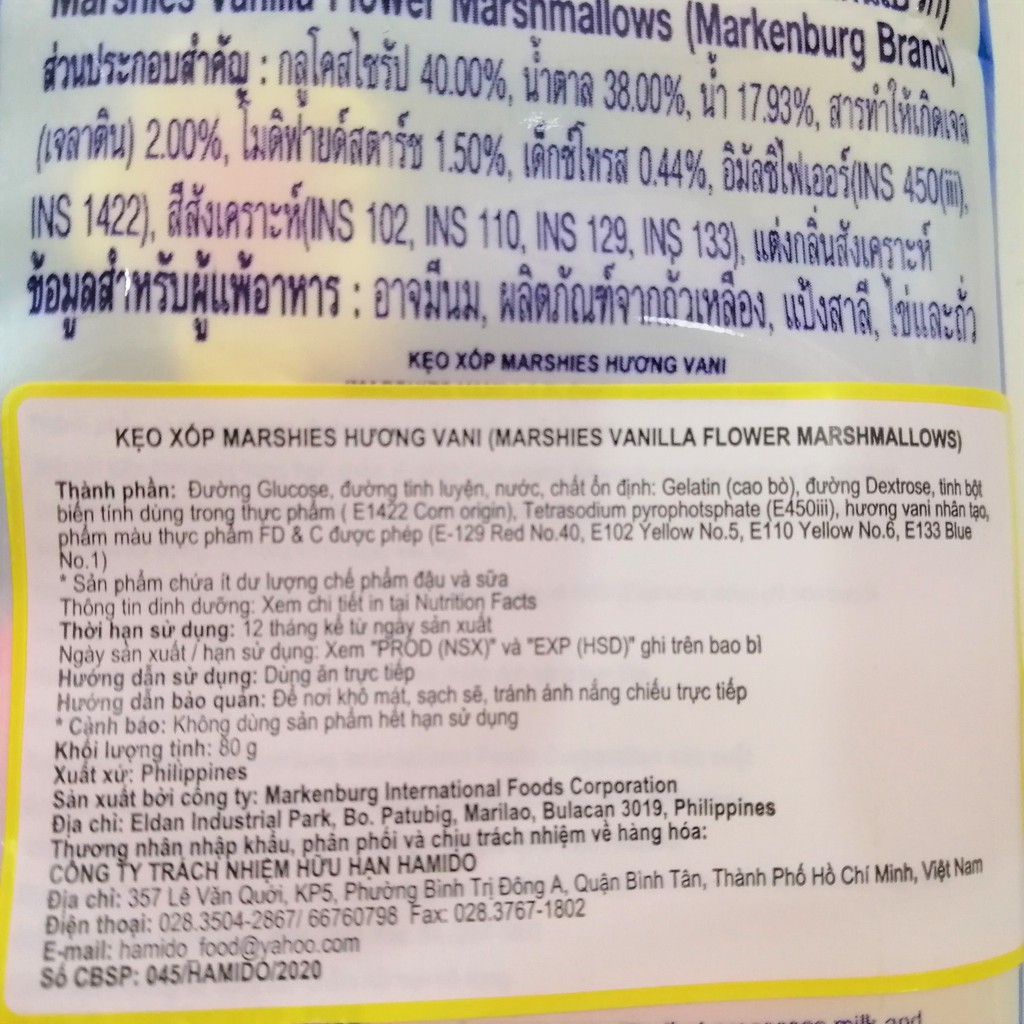 Marshies Vanilla Flower Marshmallows (Markenburg Brand)
ส่วนประกอบสำคัญ : กลูโคสไซรัป 40.00%, น้ำตาล 38.00%, น้ำ 17.93%, สารทำให้เกิดเจล
(เจลาติน) 2.00%, โมดิฟายด์สตาร์ช 1.50%, เด็กซ์โทรส 0.44%, อิมัลซิไฟเออร์(INS 450(iii),
INS 1422), สีสังเคราะห์(INS 102, INS 110, INS 129, INS 133), แต่งกลิ่นสังเคราะห์
ข้อมูลสำหรับผู้แพ้อาหาร : อาจมีนม, ผลิตภัณฑ์จากถั่วเหลือง, แป้งสาลี, ไข่และถั่ว
KẸO XỐP MARSHIES HƯƠNG VANI
KẸO XỐP MARSHIES HƯƠNG VANI (MARSHIES VANILLA FLOWER MARSHMALLOWS)
Thành phần: Đường Glucose, đường tinh luyện, nước, chất ổn định: Gelatin (cao bò), đường Dextrose, tinh bột
biến tính dùng trong thực phẩm ( E1422 Corn origin), Tetrasodium pyrophotsphate (E450iii), hương vani nhân tạo,
phẩm màu thực phẩm FD & C được phép (E-129 Red No.40, E102 Yellow No.5, E110 Yellow No.6, E133 Blue
No.1)
* Sản phẩm chứa ít dư lượng chế phẩm đậu và sữa
Thông tin dinh dưỡng: Xem chi tiết in tại Nutrition Facts
Thời hạn sử dụng: 12 tháng kể từ ngày sản xuất
Ngày sản xuất / hạn sử dụng: Xem "PROD (NSX)" và "EXP (HSD)" ghi trên bao bì
Hướng dẫn sử dụng: Dùng ăn trực tiếp
Hướng dẫn bảo quản: Để nơi khô mát, sạch sẽ, tránh ánh nắng chiếu trực tiếp
* Cảnh báo: Không dùng sản phẩm hết hạn sử dụng
Khối lượng tịnh: 80 g
Xuất xứ: Philippines
Sản xuất bởi công ty: Markenburg International Foods Corporation
Địa chỉ: Eldan Industrial Park, Bo. Patubig, Marilao, Bulacan 3019, Philippines
Thương nhân nhập khẩu, phân phối và chịu trách nhiệm về hàng hóa:
CÔNG TY TRÁCH NHIỆM HỮU HẠN HAMIDO
Địa chỉ: 357 Lê Văn Quới, KP5, Phường Bình Trị Đông A, Quận Bình Tân, Thành Phố Hồ Chí Minh, Việt Nam
Điện thoại: 028.3504-2867/ 66760798 Fax: 028.3767-1802
E-mail: hamido_food@yahoo.com
Số CBSP: 045/HAMIDO/2020
milk and